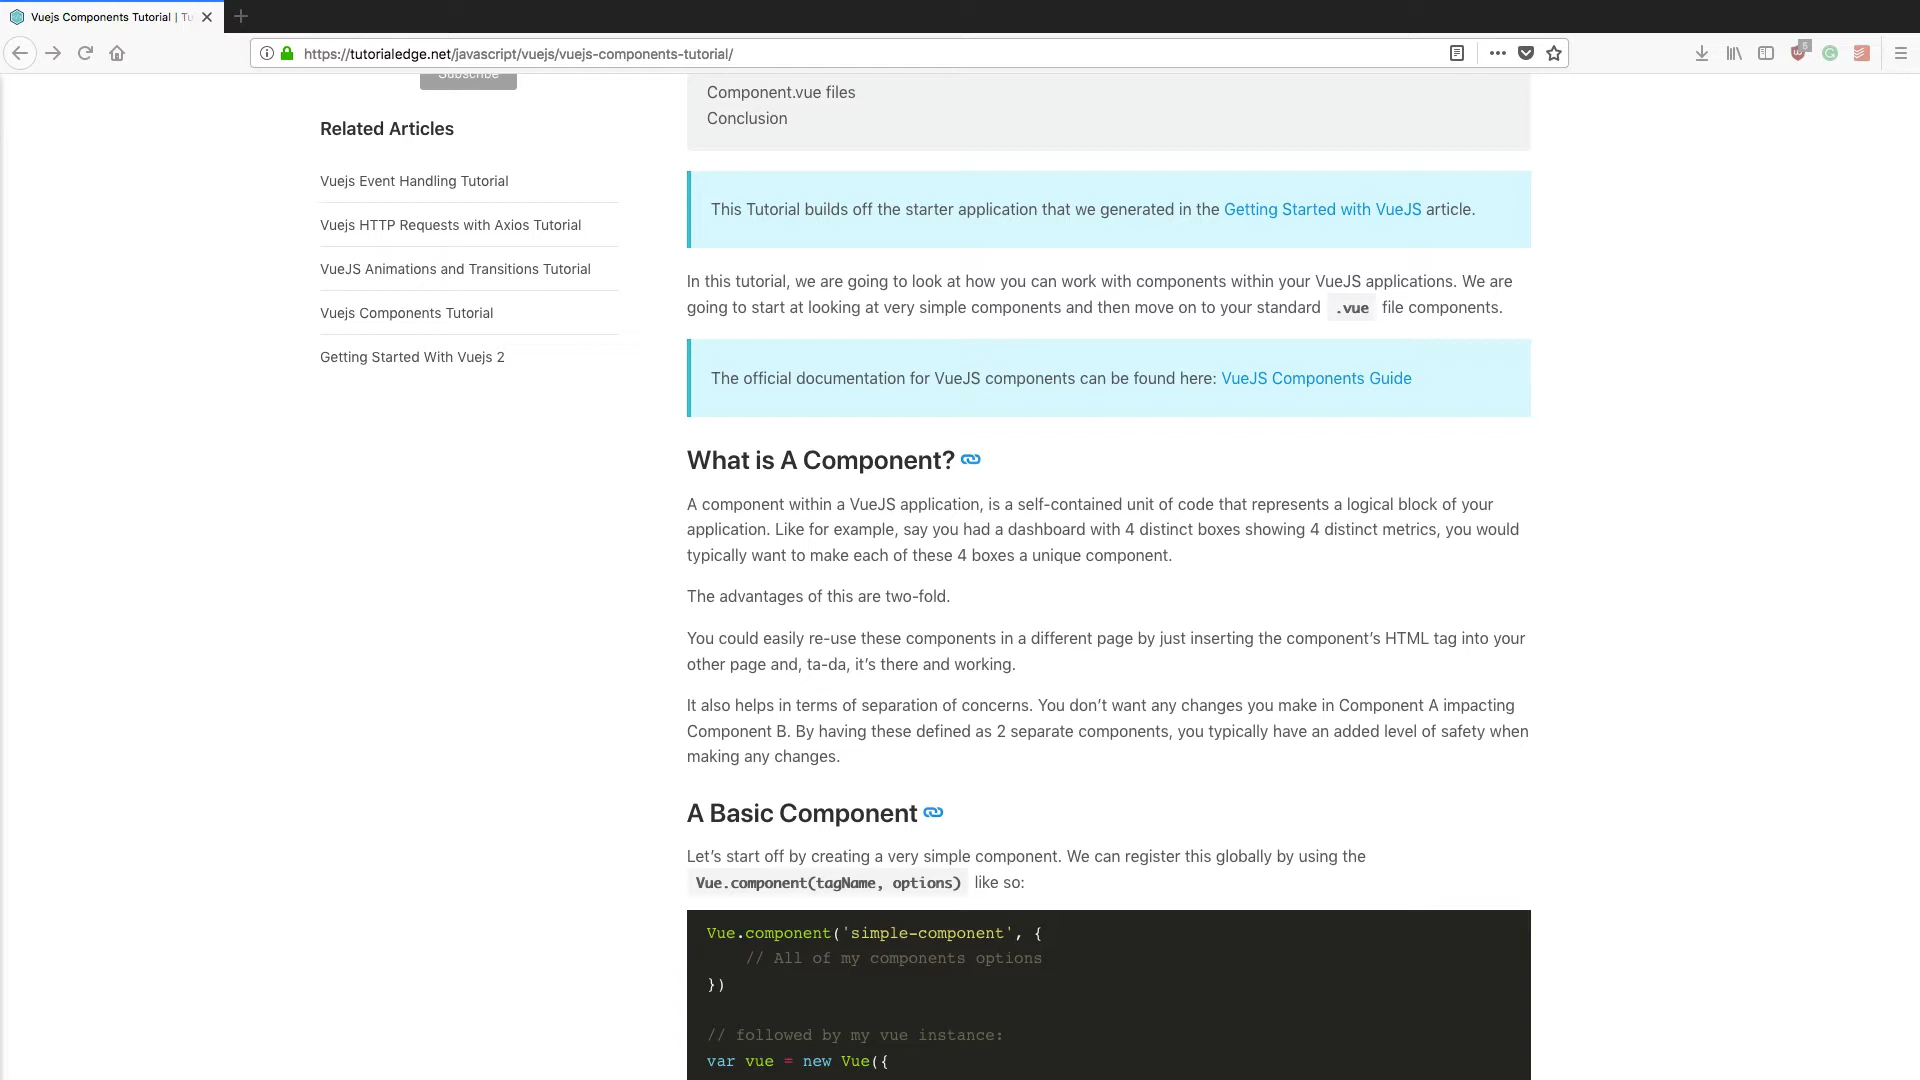 Vuejs Components Tutorial | Tu
https://tutorialedge.net/javascript/vuejs/vuejs-components-tutorial/
6
Subscribe
Related Articles
Vuejs Event Handling Tutorial
Vuejs HTTP Requests with Axios Tutorial
VueJS Animations and Transitions Tutorial
Vuejs Components Tutorial
Getting Started With Vuejs 2
Component.vue files
Conclusion
This Tutorial builds off the starter application that we generated in the Getting Started with VueJS article.
In this tutorial, we are going to look at how you can work with components within your VueJS applications. We are
going to start at looking at very simple components and then move on to your standard .vue file components.
The official documentation for VueJS components can be found here: VueJS Components Guide
What is A Component?
A component within a VueJS application, is a self-contained unit of code that represents a logical block of your
application. Like for example, say you had a dashboard with 4 distinct boxes showing 4 distinct metrics, you would
typically want to make each of these 4 boxes a unique component.
The advantages of this are two-fold.
You could easily re-use these components in a different page by just inserting the component’s HTML tag into your
other page and, ta-da, it’s there and working.
It also helps in terms of separation of concerns. You don’t want any changes you make in Component A impacting
Component B. By having these defined as 2 separate components, you typically have an added level of safety when
making any changes.
A Basic Component
Let’s start off by creating a very simple component. We can register this globally by using the
Vue.component(tagName, options) like so:
Vue.component('simple-component', {
// All of my components options
})
// followed by my vue instance:
var vue = new Vue({